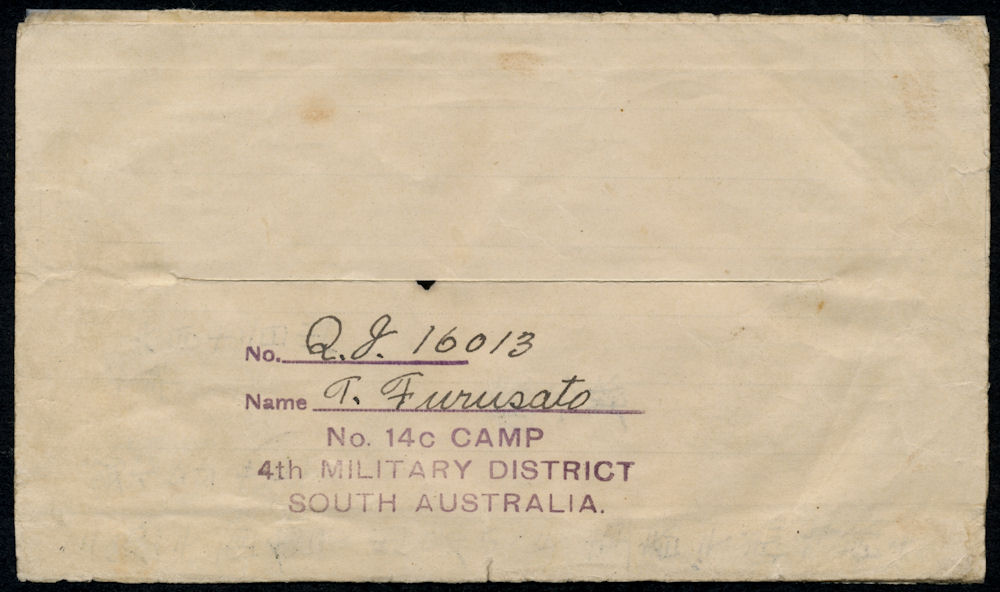 No. Q.J. 16013
Name T. Furusato
No. 14c CAMP
4th MILITARY DISTRICT
SOUTH AUSTRALIA.